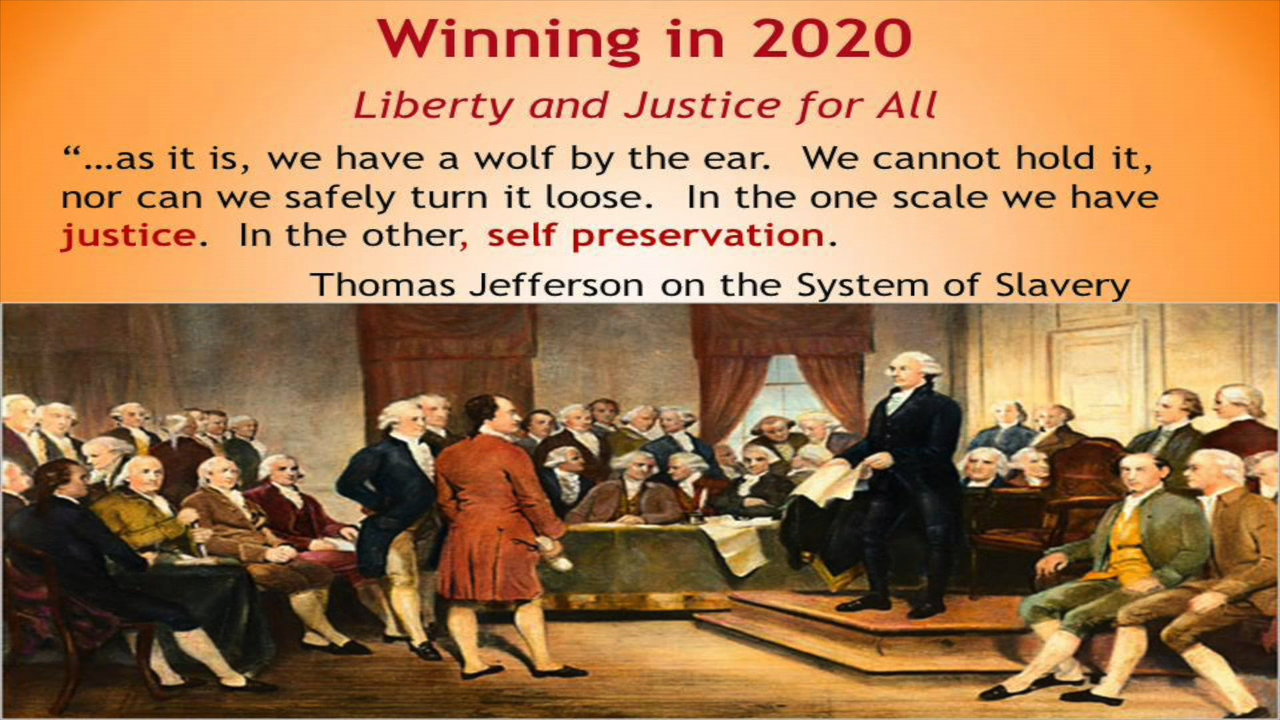 Winning in 2020
Liberty and Justice for All
“...as it is, we have a wolf by the ear.  We cannot hold it,
nor can we safely turn it loose.  In the one scale we have
justice.  In the other, self preservation.
Thomas Jefferson on the System of Slavery